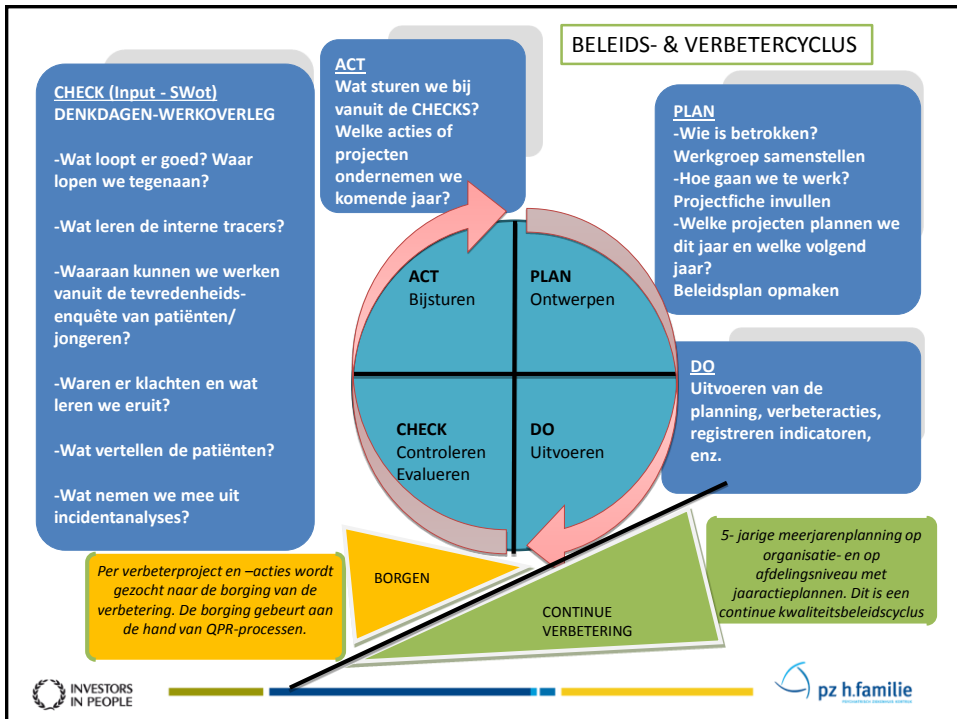 BELEIDS- & VERBETERCYCLUS
CHECK (Input - SWot)
DENKDAGEN-WERKOVERLEG
-Wat loopt er goed? Waar
lopen we tegenaan?
-Wat leren de interne tracers?
-Waaraan kunnen we werken
vanuit de tevredenheids-
enquête van patiënten/
jongeren?
-Waren er klachten en wat
leren we eruit?
-Wat vertellen de patiënten?
-Wat nemen we mee uit
incidentanalyses?
ACT
Wat sturen we bij
vanuit de CHECKS?
Welke acties of
projecten
ondernemen we
komende jaar?
PLAN
-Wie is betrokken?
Werkgroep samenstellen
-Hoe gaan we te werk?
Projectfiche invullen
-Welke projecten plannen we
dit jaar en welke volgend
jaar?
Beleidsplan opmaken
DO
Uitvoeren van de
planning, verbeteracties,
registreren indicatoren,
enz.
ACT
Bijsturen
PLAN
Ontwerpen
CHECK
Controleren
Evalueren
DO
Uitvoeren
Per verbeterproject en –acties wordt
gezocht naar de borging van de
verbetering. De borging gebeurt aan
de hand van QPR-processen.
BORGEN
CONTINUE
VERBETERING
5- jarige meerjarenplanning op
organisatie- en op
afdelingsniveau met
jaaractieplannen. Dit is een
continue kwaliteitsbeleidscyclus
INVESTORS
IN PEOPLE
pz h.familie